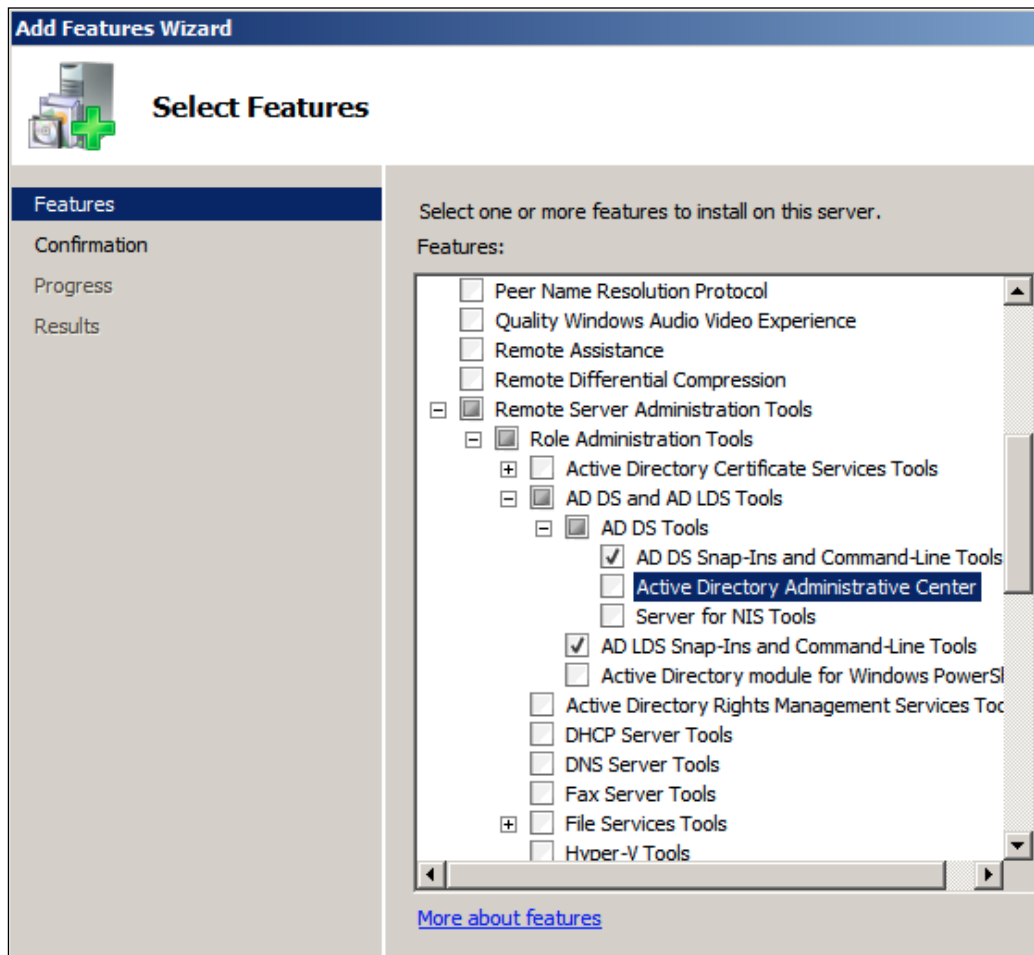 Add Features Wizard
Select Features
Features
Confirmation
Progress
Results
Select one or more features to install on this server.
Features:
Peer Name Resolution Protocol
Quality Windows Audio Video Experience
Remote Assistance
Remote Differential Compression
Remote Server Administration Tools
Role Administration Tools
Active Directory Certificate Services Tools
AD DS and AD LDS Tools
AD DS Tools
AD DS Snap-Ins and Command-Line Tools
Active Directory Administrative Center
Server for NIS Tools
AD LDS Snap-Ins and Command-Line Tools
Active Directory module for Windows PowerSh
Active Directory Rights Management Services Too
DHCP Server Tools
DNS Server Tools
Fax Server Tools
File Services Tools
Hyper-V Tools
More about features